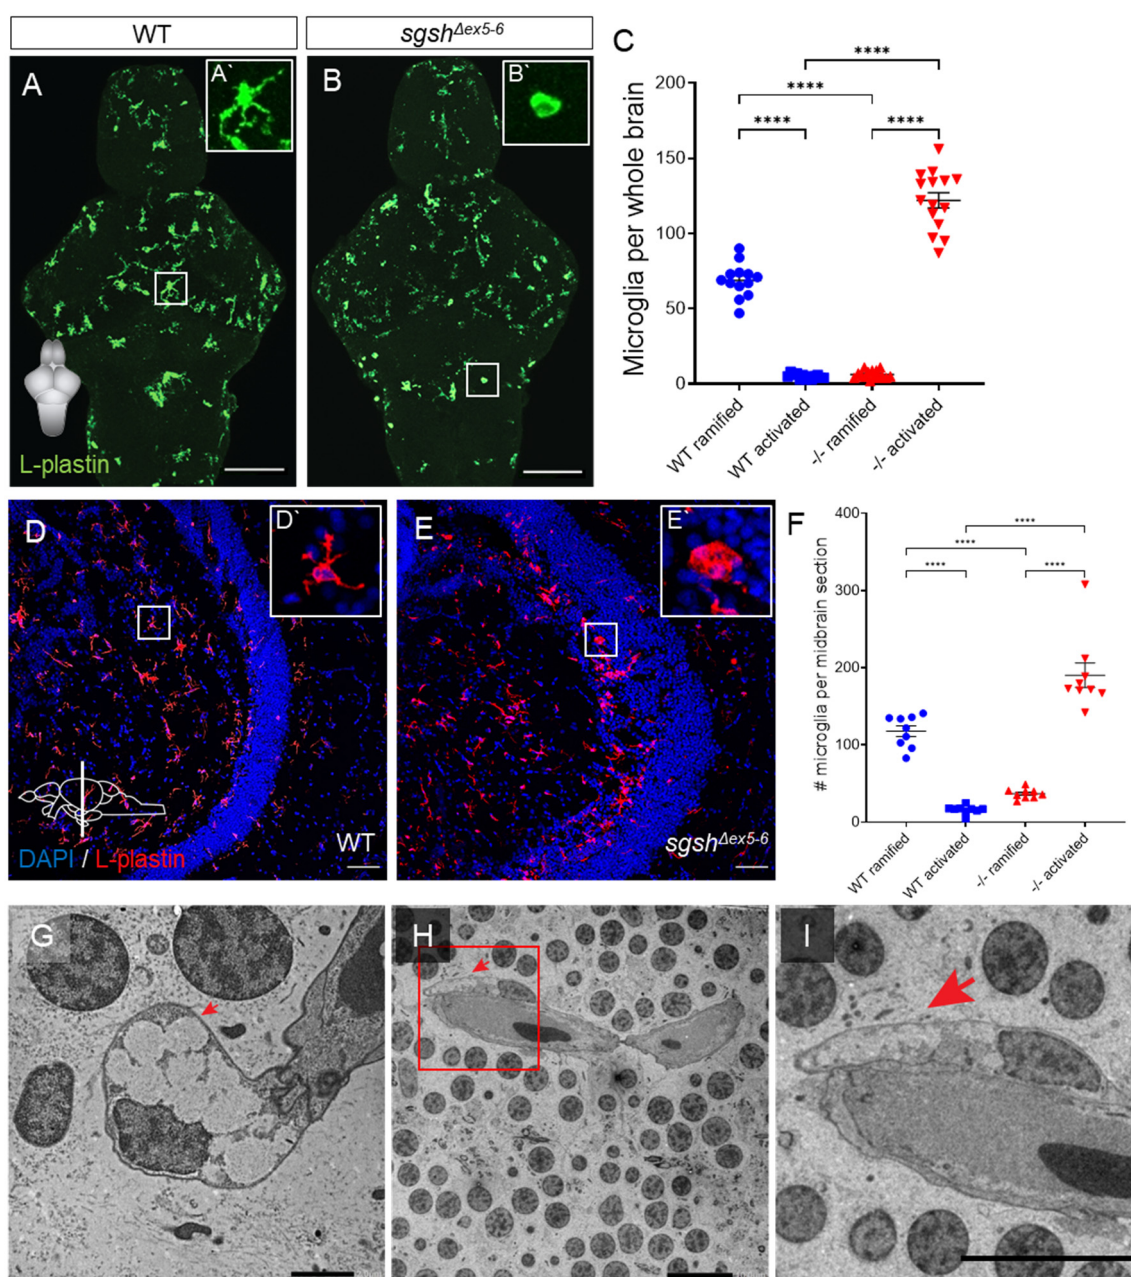 WT
sgshΔex5-6
A
A`
B
B`
L-plastin
C
Microglia per whole brain
200
150
100
50
0
****
****
****
****
WT ramified
WT activated
-/- ramified
-/- activated
D
D`
DAPI / L-plastin
WT
E
E`
sgshΔex5-6
F
# microglia per midbrain section
400
300
200
100
0
****
****
****
****
WT ramified
WT activated
-/- ramified
-/- activated
G
H
I